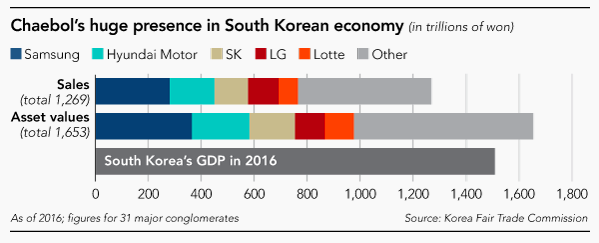 Chaebol's huge presence in South Korean economy (in trillions of won)
Samsung Hyundai Motor SK LG Lotte Other
Sales
(total 1,269)
Asset values
(total 1,653)
South Korea's GDP in 2016
0 200 400 600 800 1,000 1,200 1,400 1,600 1,800
As of 2016; figures for 31 major conglomerates Source: Korea Fair Trade Commission